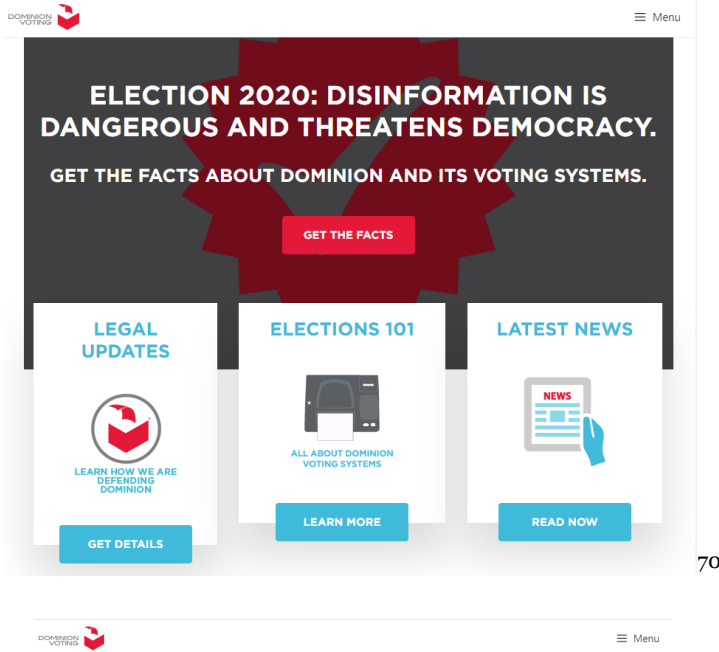 DOMINION
VOTING
Menu
ELECTION 2020: DISINFORMATION IS
DANGEROUS AND THREATENS DEMOCRACY.
GET THE FACTS ABOUT DOMINION AND ITS VOTING SYSTEMS.
GET THE FACTS
LEGAL
UPDATES
LEARN HOW WE ARE
DEFENDING
DOMINION
GET DETAILS
ELECTIONS 101
ALL ABOUT DOMINION
VOTING SYSTEMS
LEARN MORE
LATEST NEWS
NEWS
READ NOW
70
DOMINION
VOTING
Menu